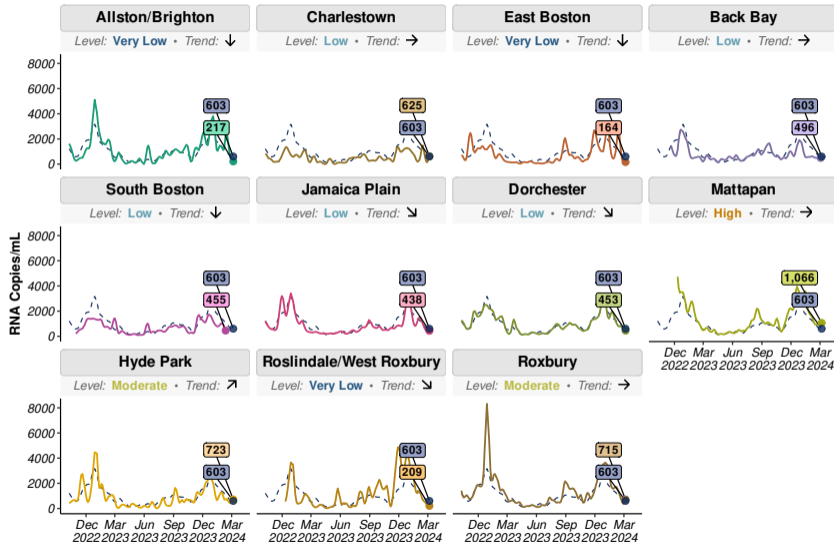 Allston/Brighton Charlestown East Boston Back Bay
Level: Very Low • Trend: ↓ Level: Low • Trend: → Level: Very Low • Trend: ↓ Level: Low • Trend: →
8000
6000
4000
2000
0
603 625 603 603
217 603 164 496
South Boston Jamaica Plain Dorchester Mattapan
Level: Low • Trend: ↓ Level: Low • Trend: ↘ Level: Low • Trend: ↘ Level: High • Trend: →
RNA Copies/mL
8000
6000
4000
2000
0
603 603 603 1,066
455 438 453 603
Dec Mar Jun Sep Dec Mar
2022 2023 2023 2023 2023 2024
Hyde Park Roslindale/West Roxbury Roxbury
Level: Moderate • Trend: ↗ Level: Very Low • Trend: ↘ Level: Moderate • Trend: →
8000
6000
4000
2000
0
723 603 715
603 209 603
Dec Mar Jun Sep Dec Mar Dec Mar Jun Sep Dec Mar Dec Mar Jun Sep Dec Mar
2022 2023 2023 2023 2023 2024 2022 2023 2023 2023 2023 2024 2022 2023 2023 2023 2023 2024